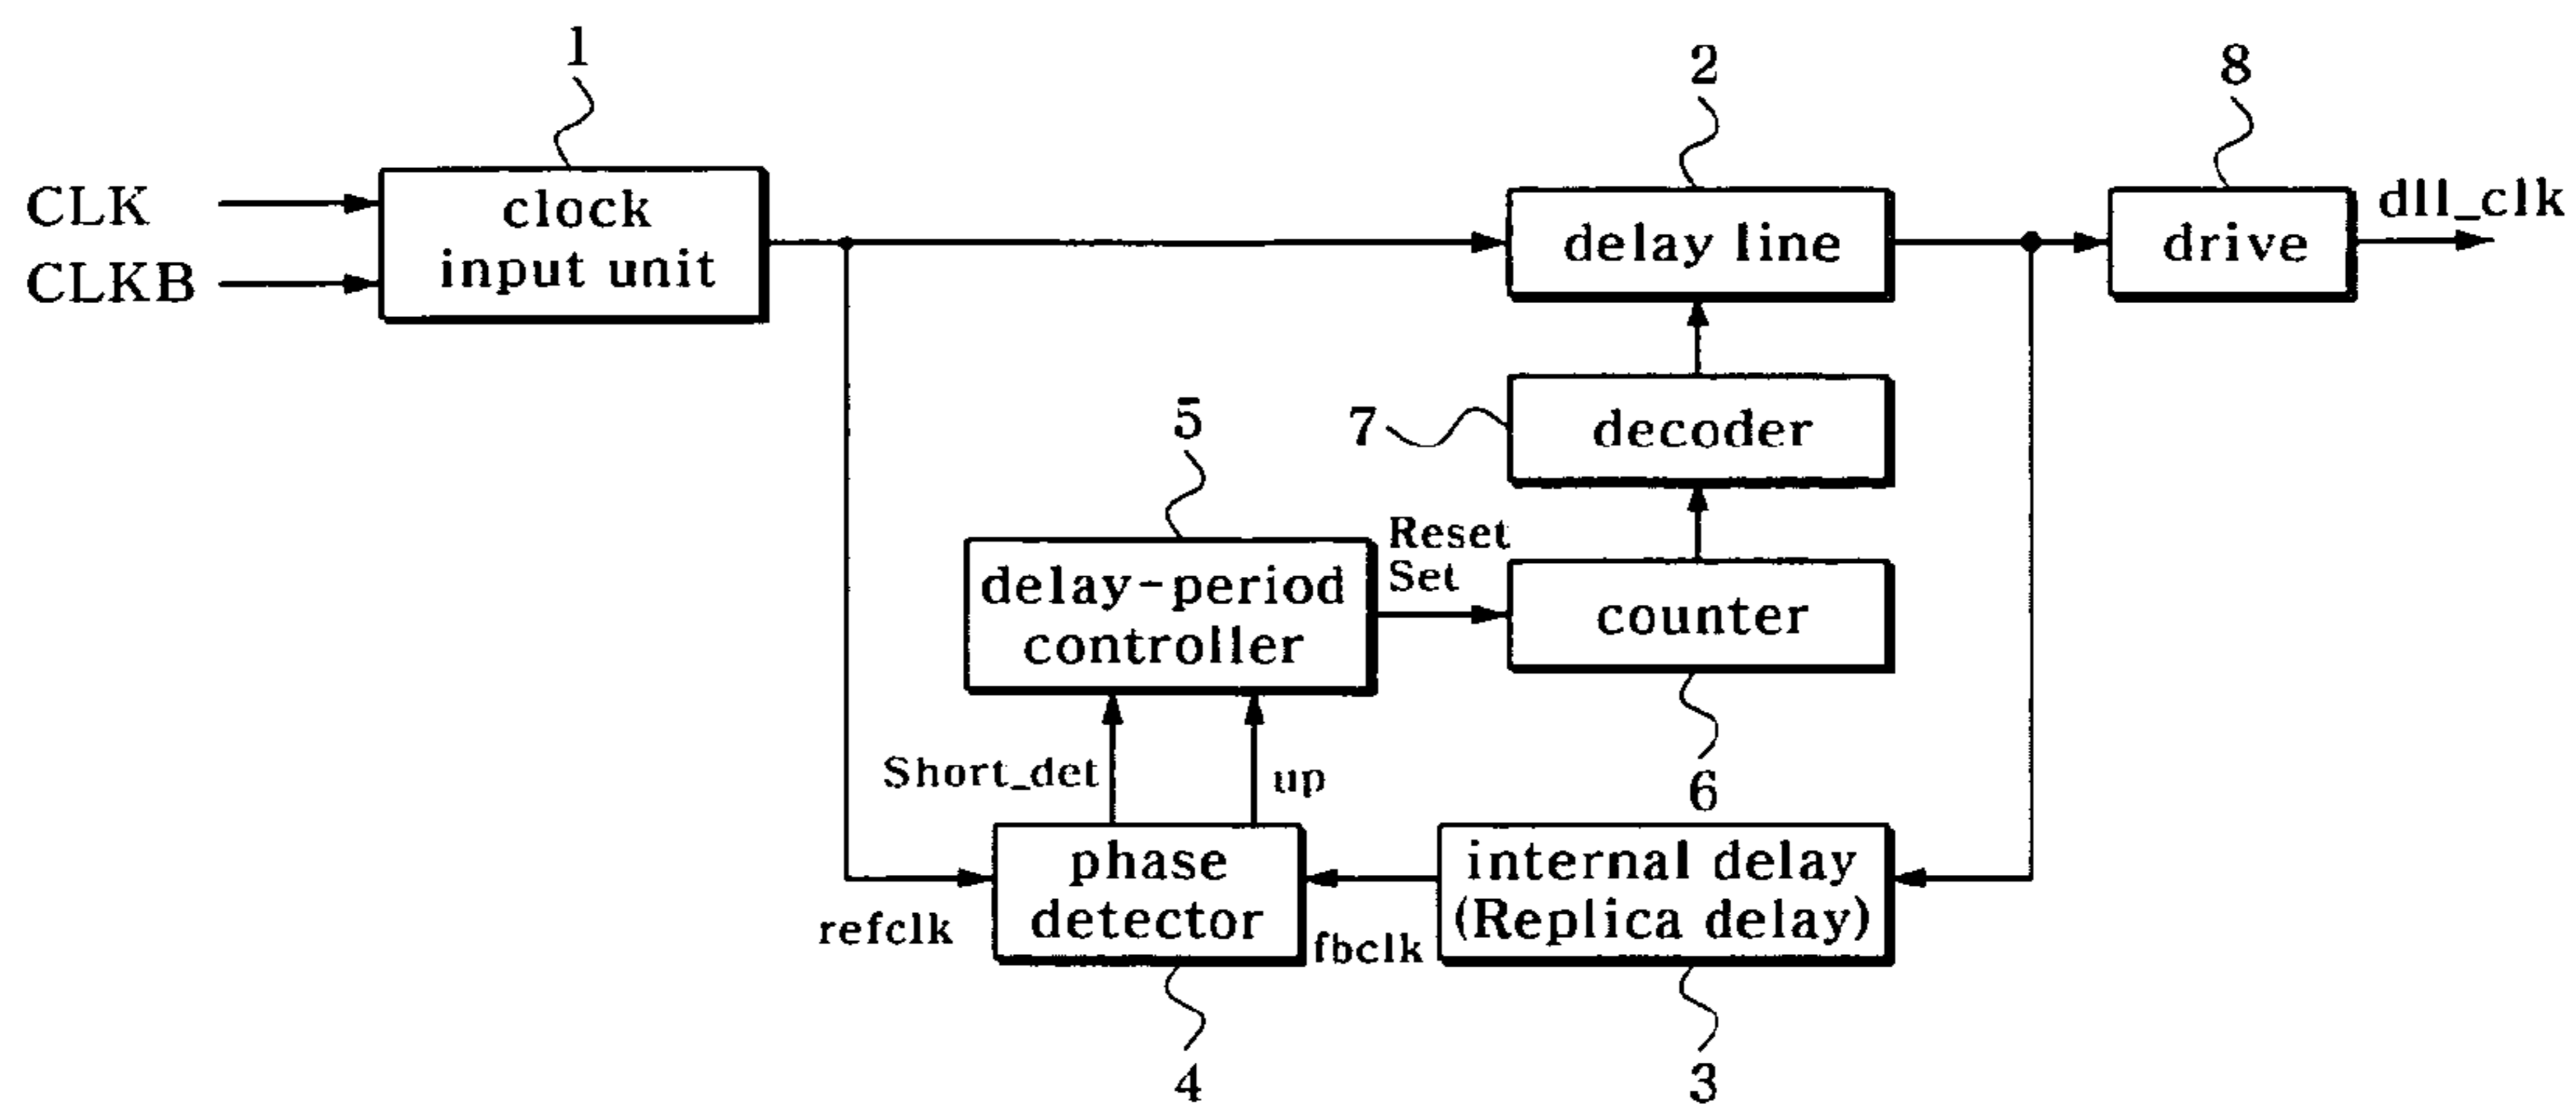 1
2
8
CLK
CLKB
clock
input unit
delay line
drive
dll_clk
5
7
decoder
delay-period
controller
Reset
Set
counter
Short_det
up
6
refclk
phase
detector
fbclk
internal delay
(Replica delay)
4
3